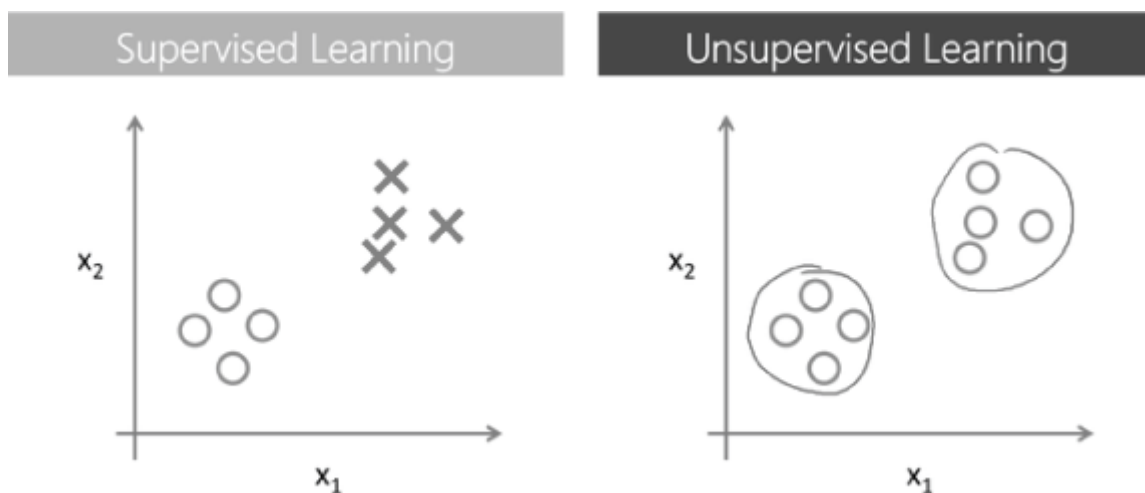 Supervised Learning
Unsupervised Learning
x₂
x₁
x₂
x₁